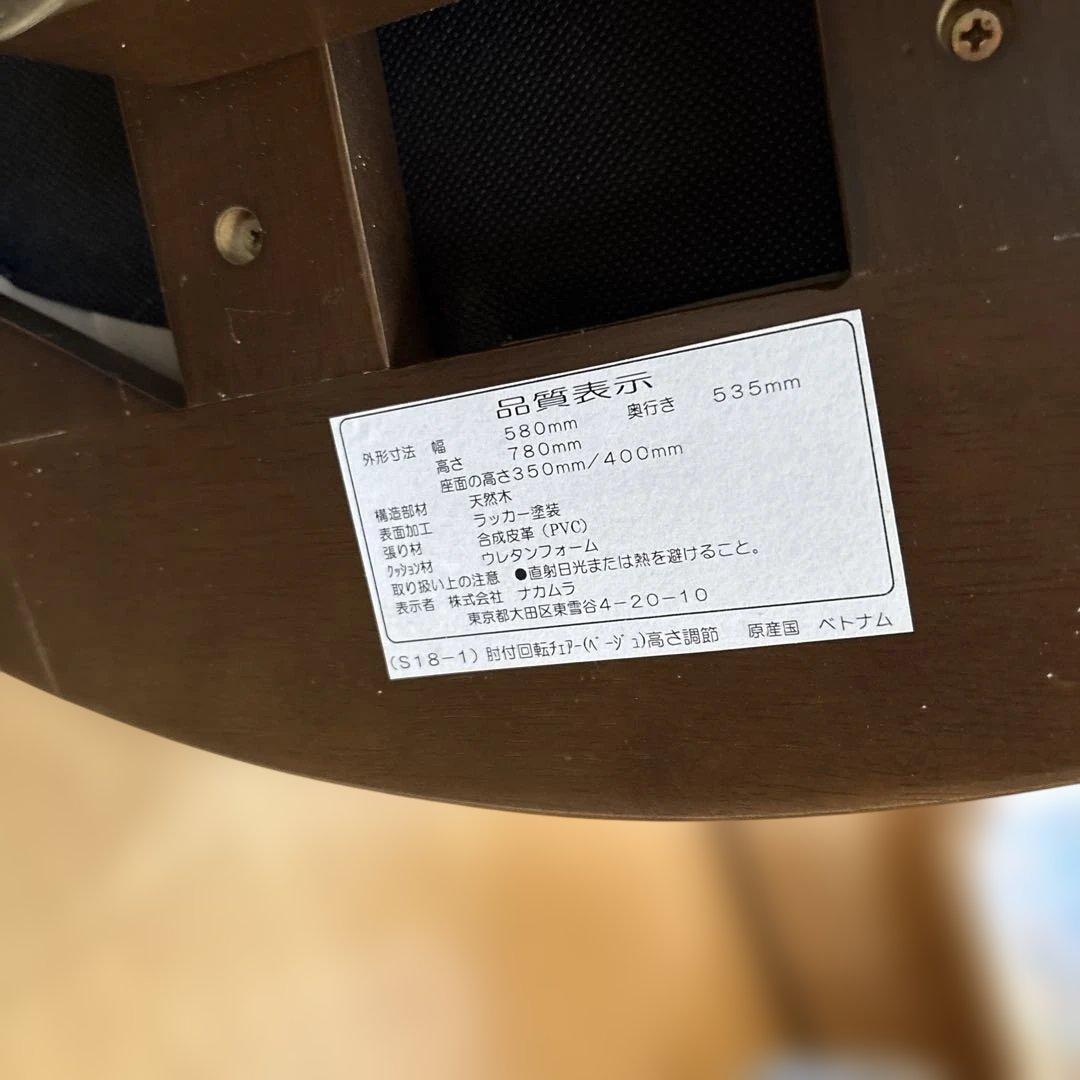 品質表示
外形寸法 幅 580mm 奥行き 535mm
高さ 780mm
座面の高さ350mm/400mm
構造部材 天然木
表面加工 ラッカー塗装
張り材 合成皮革(PVC)
クッション材 ウレタンフォーム
取り扱い上の注意 ●直射日光または熱を避けること。
表示者 株式会社 ナカムラ
東京都大田区東雪谷4-20-10
(S18-1)肘付回転チェアー(ベージュ)高さ調節 原産国 ベトナム